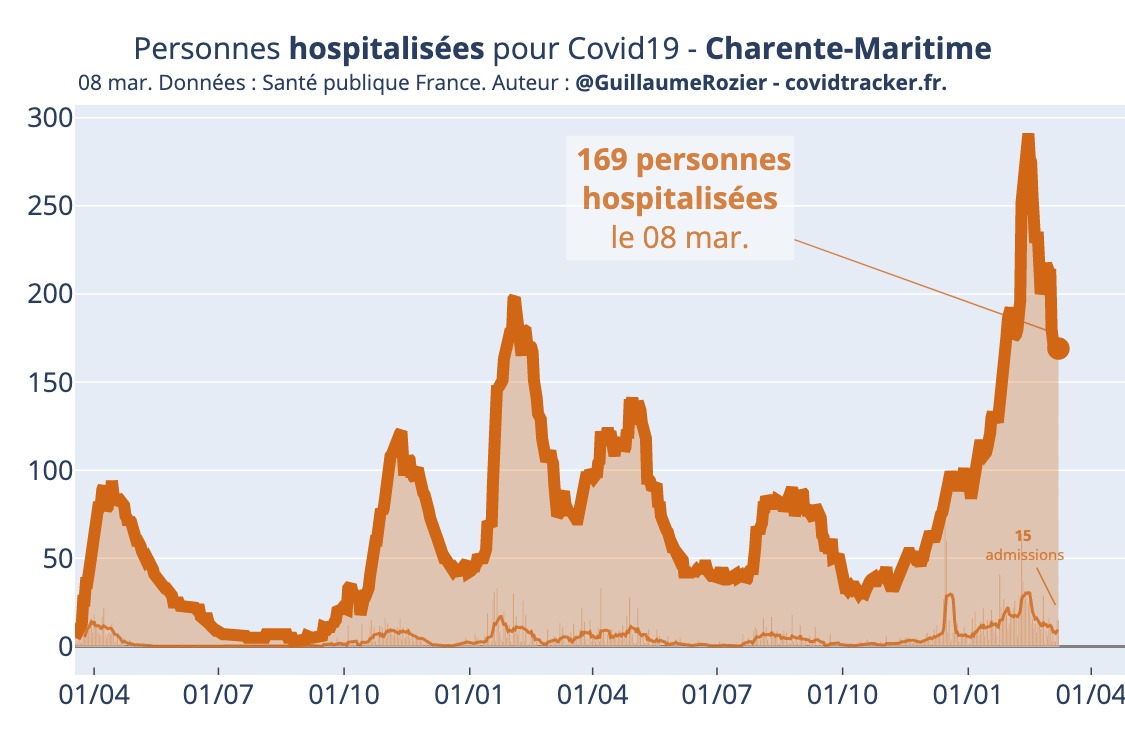 Personnes hospitalisées pour Covid19 - Charente-Maritime
08 mar. Données : Santé publique France. Auteur : @GuillaumeRozier - covidtracker.fr.
300
169 personnes
hospitalisées
le 08 mar.
250
200
150
100
15
admissions
50
0
01/04 01/07 01/10 01/01 01/04 01/07 01/10 01/01 01/04